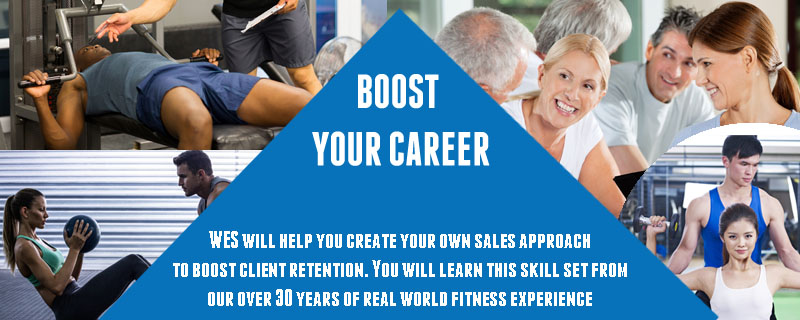 BOOST
YOUR CAREER
WES WILL HELP YOU CREATE YOUR OWN SALES APPROACH
TO BOOST CLIENT RETENTION. YOU WILL LEARN THIS SKILL SET FROM
OUR OVER 30 YEARS OF REAL WORLD FITNESS EXPERIENCE